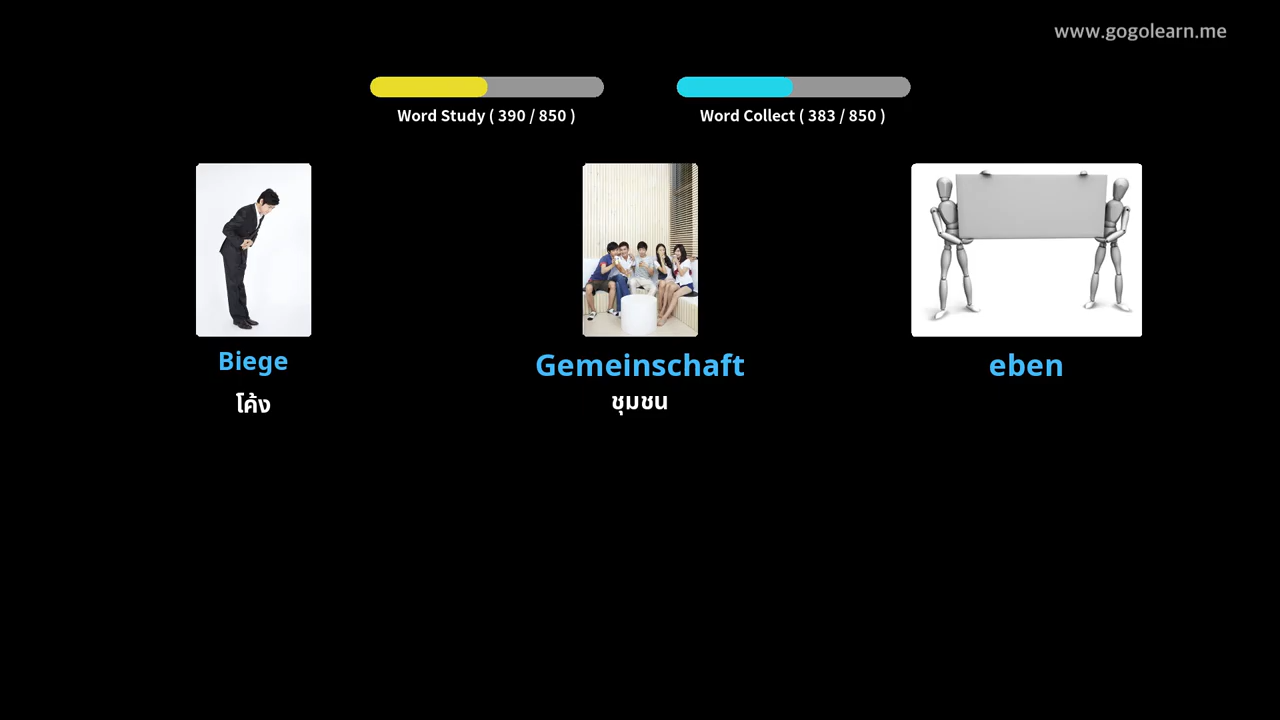 www.gogolearn.me
Word Study ( 390 / 850 )
Word Collect ( 383 / 850 )
Biege
โค้ง
Gemeinschaft
ชุมชน
eben